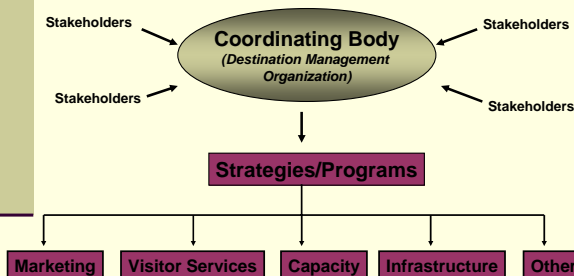 Stakeholders
Stakeholders
Coordinating Body
(Destination Management
Organization)
Stakeholders
Stakeholders
Strategies/Programs
Marketing
Visitor Services
Capacity
Infrastructure
Other